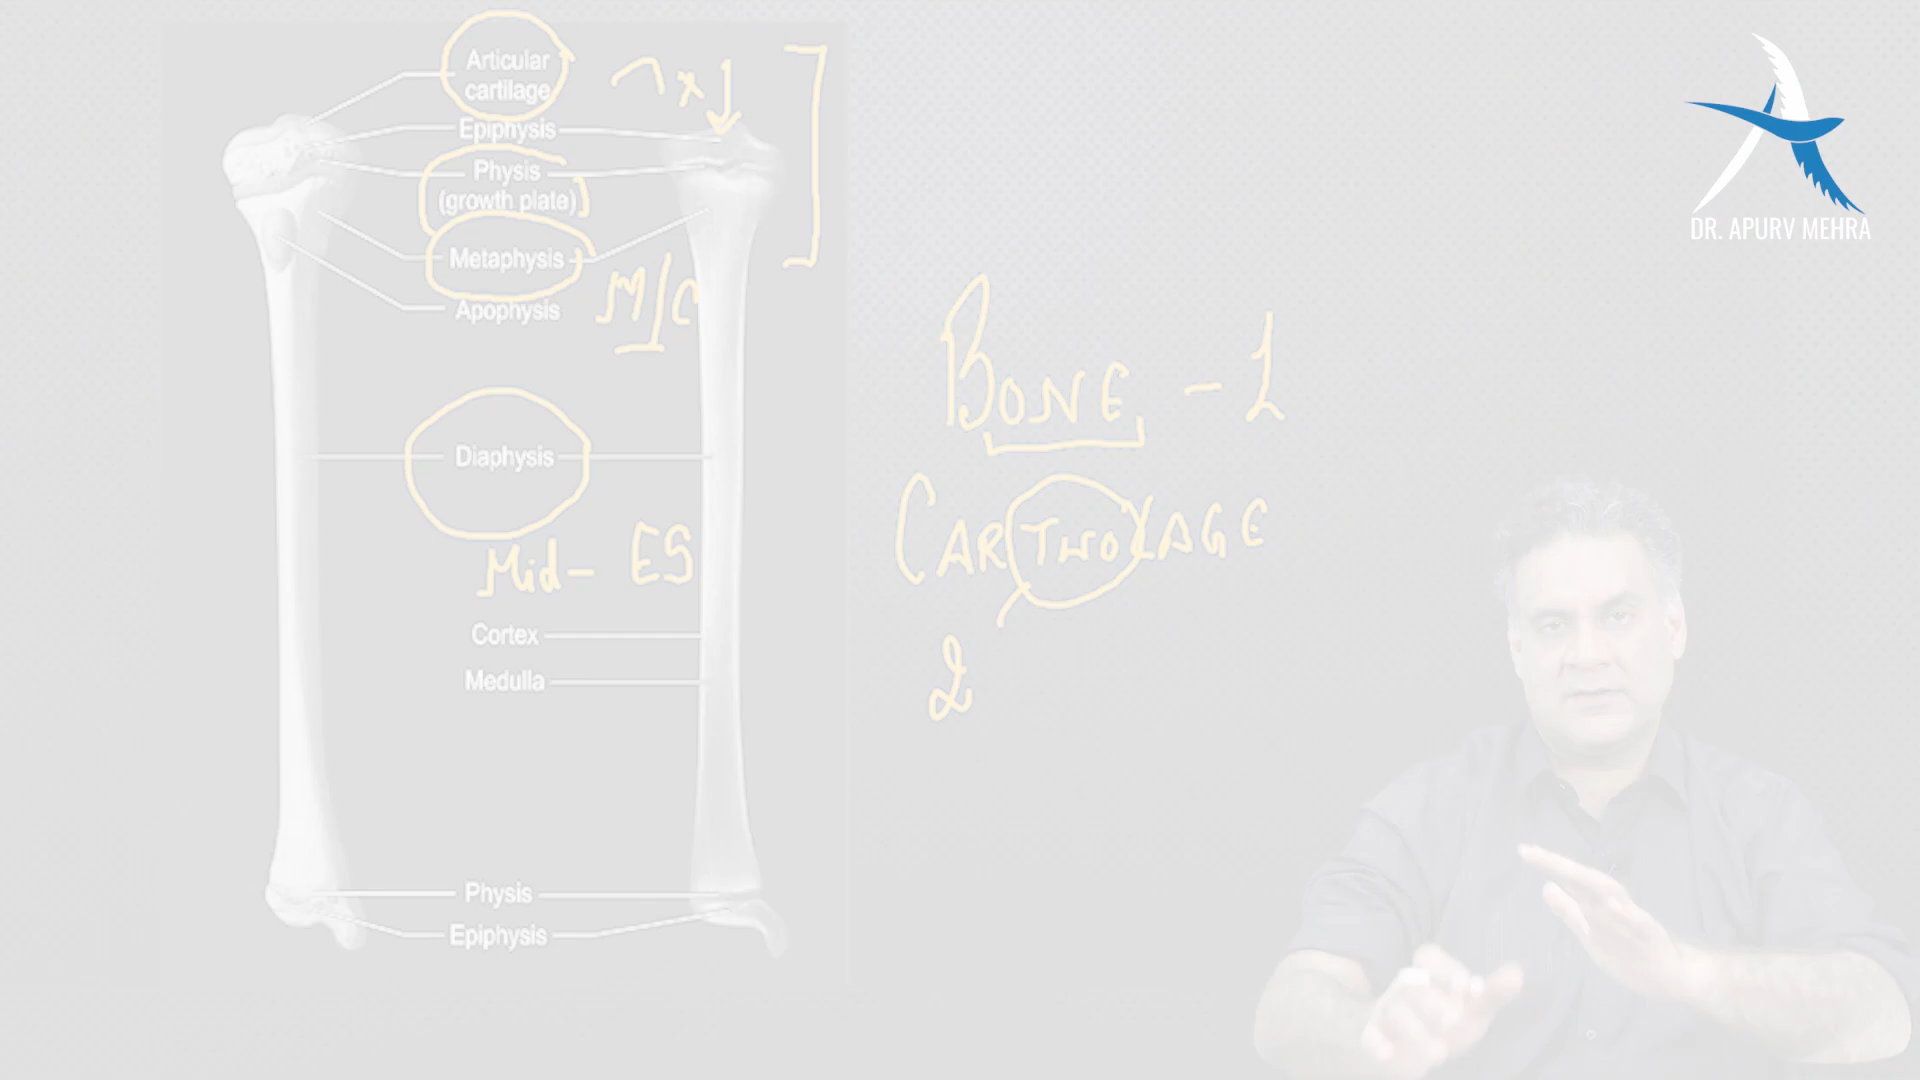 Articular
cartilage
Epiphysis
Physis
(growth plate)
Metaphysis
M/C
Apophysis
Diaphysis
Mid- ES
Cortex
Medulla
Physis
Epiphysis
BONE - 1
CARTWOLAGE
2
DR. APURV MEHRA